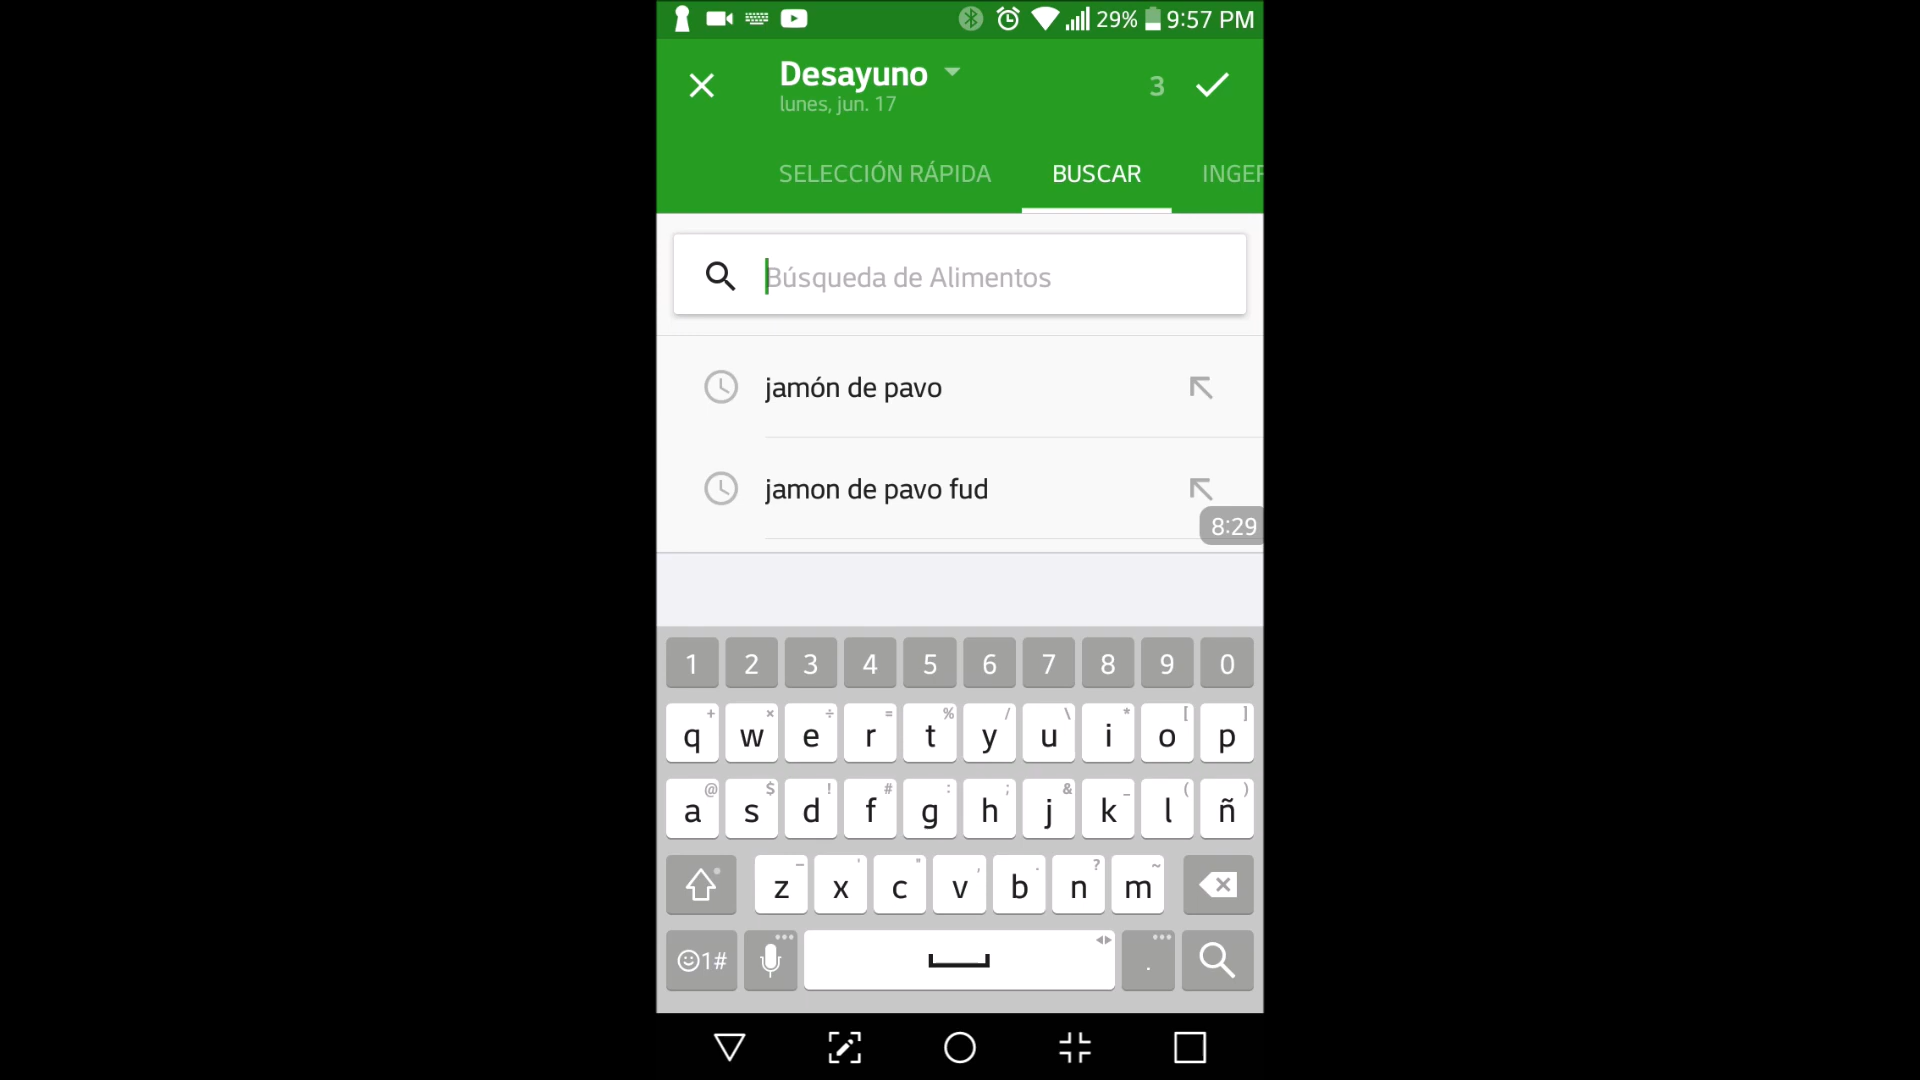 29% 9:57 PM
Desayuno
lunes, jun. 17
3
SELECCIÓN RÁPIDA BUSCAR INGER
Búsqueda de Alimentos
jamón de pavo
jamon de pavo fud
8:29
1 2 3 4 5 6 7 8 9 0
+ × ÷ = % / \ * [ ]
q w e r t y u i o p
@ $ ! # : ; & _ ( )
a s d f g h j k l ñ
- ' " , . ? ~
z x c v b n m
1# .